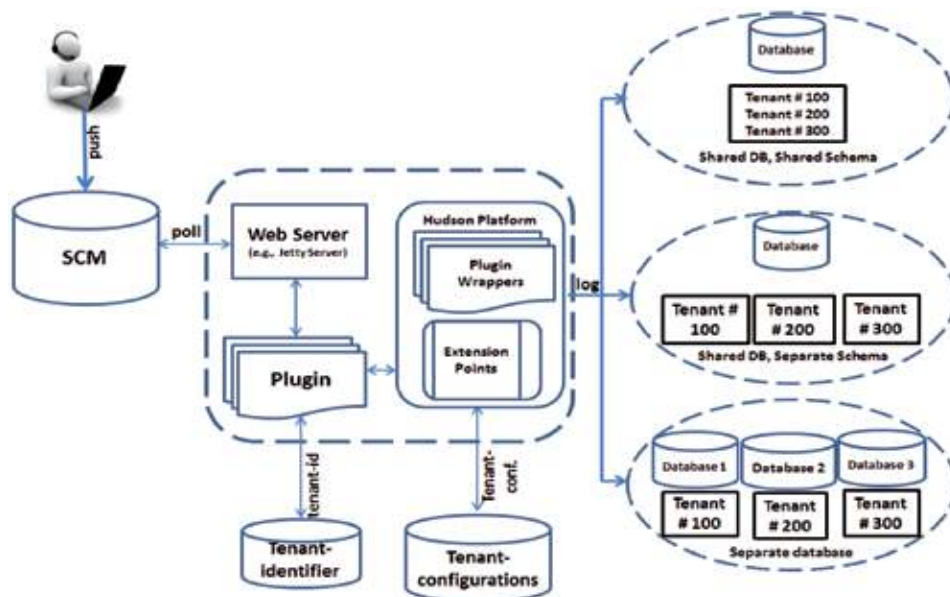 push
SCM
poll
Web Server
(e.g., Jetty Server)
Plugin
Hudson Platform
Plugin
Wrappers
Extension
Points
log
tenant-id
Tenant-
identifier
Tenant-
conf.
Tenant-
configurations
Database
Tenant # 100
Tenant # 200
Tenant # 300
Shared DB, Shared Schema
Database
Tenant #
100
Tenant
# 200
Tenant
# 300
Shared DB, Separate Schema
Database 1
Database 2
Database 3
Tenant
# 100
Tenant
# 200
Tenant
# 300
Separate database